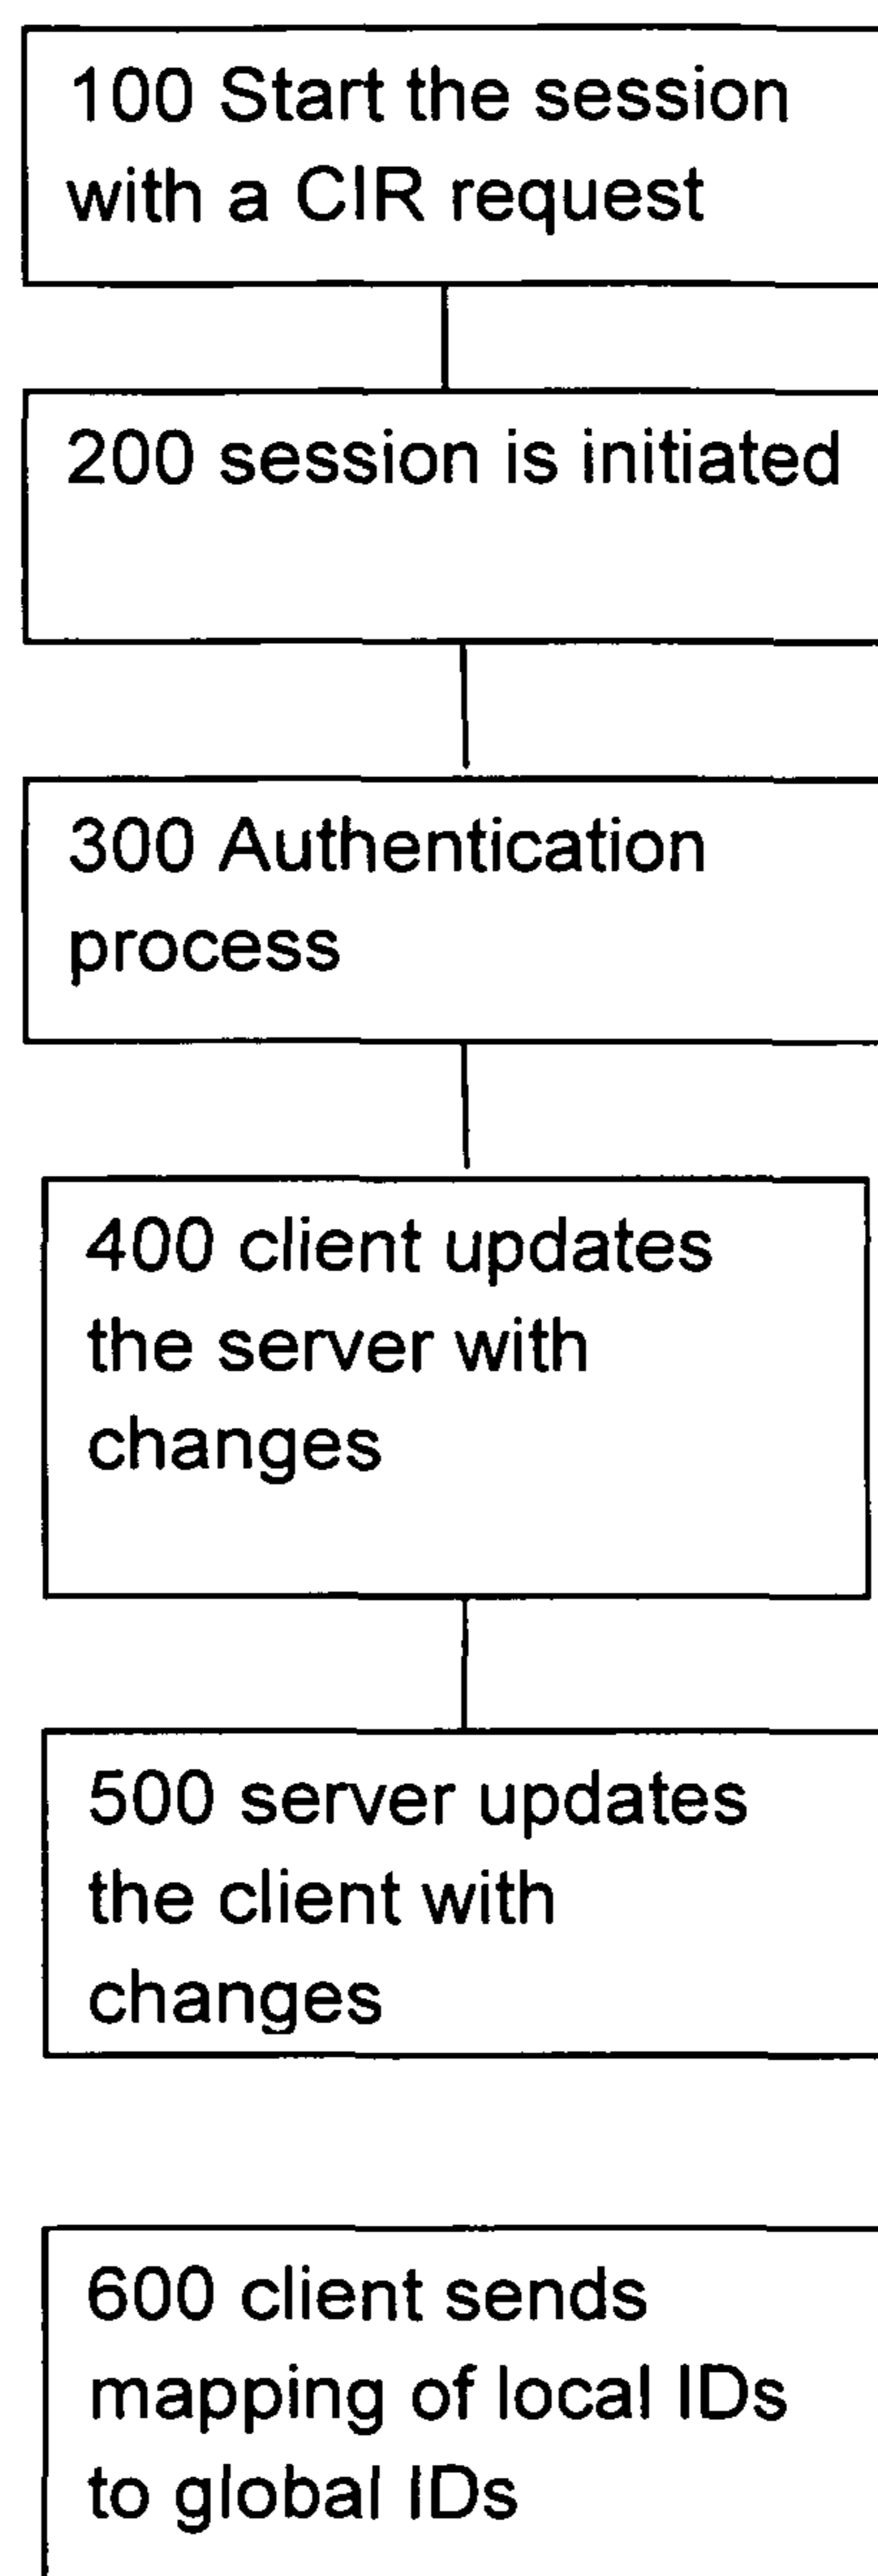 100 Start the session
with a CIR request
200 session is initiated
300 Authentication
process
400 client updates
the server with
changes
500 server updates
the client with
changes
600 client sends
mapping of local IDs
to global IDs